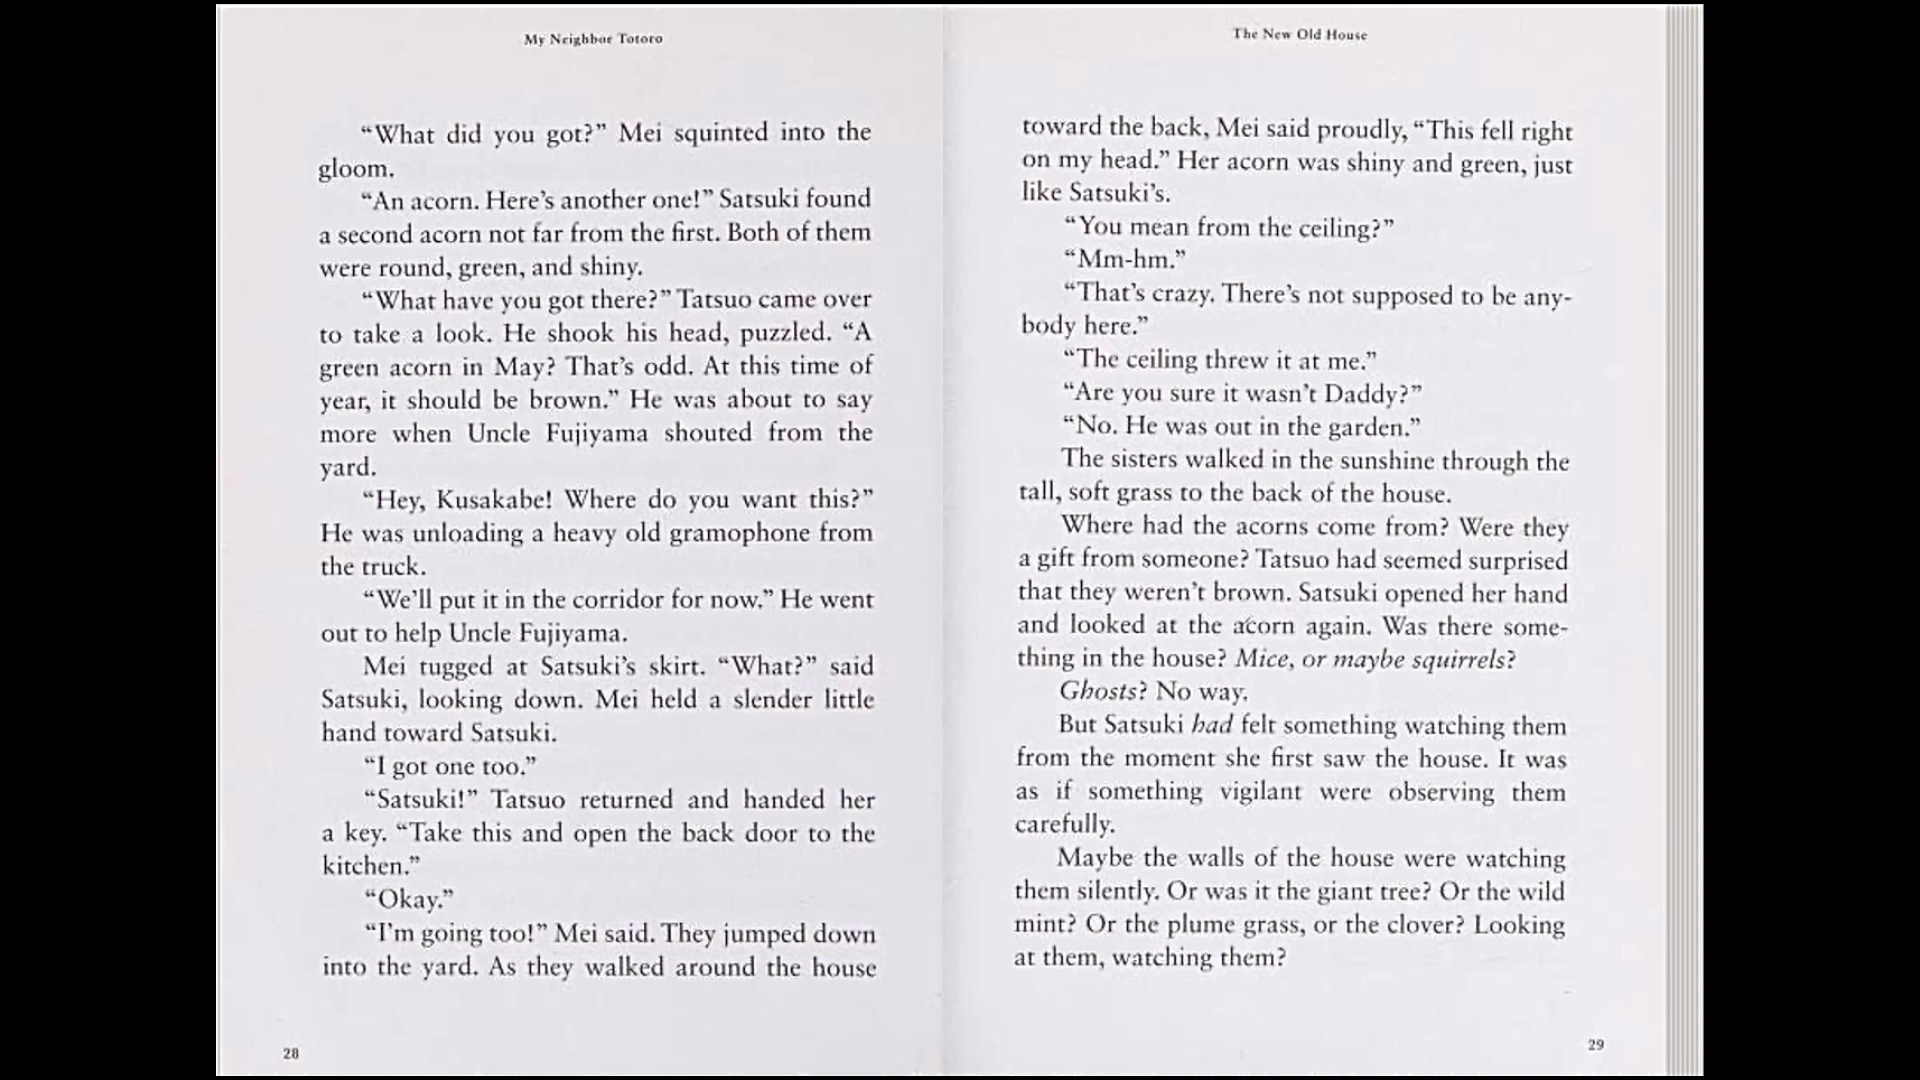 My Neighbor Totoro
“What did you got?” Mei squinted into the
gloom.
“An acorn. Here’s another one!” Satsuki found
a second acorn not far from the first. Both of them
were round, green, and shiny.
“What have you got there?” Tatsuo came over
to take a look. He shook his head, puzzled. “A
green acorn in May? That’s odd. At this time of
year, it should be brown.” He was about to say
more when Uncle Fujiyama shouted from the
yard.
“Hey, Kusakabe! Where do you want this?”
He was unloading a heavy old gramophone from
the truck.
“We’ll put it in the corridor for now.” He went
out to help Uncle Fujiyama.
Mei tugged at Satsuki’s skirt. “What?” said
Satsuki, looking down. Mei held a slender little
hand toward Satsuki.
“I got one too.”
“Satsuki!” Tatsuo returned and handed her
a key. “Take this and open the back door to the
kitchen.”
“Okay.”
“I’m going too!” Mei said. They jumped down
into the yard. As they walked around the house
28
The New Old House
toward the back, Mei said proudly, “This fell right
on my head.” Her acorn was shiny and green, just
like Satsuki’s.
“You mean from the ceiling?”
“Mm-hm.”
“That’s crazy. There’s not supposed to be any-
body here.”
“The ceiling threw it at me.”
“Are you sure it wasn’t Daddy?”
“No. He was out in the garden.”
The sisters walked in the sunshine through the
tall, soft grass to the back of the house.
Where had the acorns come from? Were they
a gift from someone? Tatsuo had seemed surprised
that they weren’t brown. Satsuki opened her hand
and looked at the acorn again. Was there some-
thing in the house? Mice, or maybe squirrels?
Ghosts? No way.
But Satsuki had felt something watching them
from the moment she first saw the house. It was
as if something vigilant were observing them
carefully.
Maybe the walls of the house were watching
them silently. Or was it the giant tree? Or the wild
mint? Or the plume grass, or the clover? Looking
at them, watching them?
29